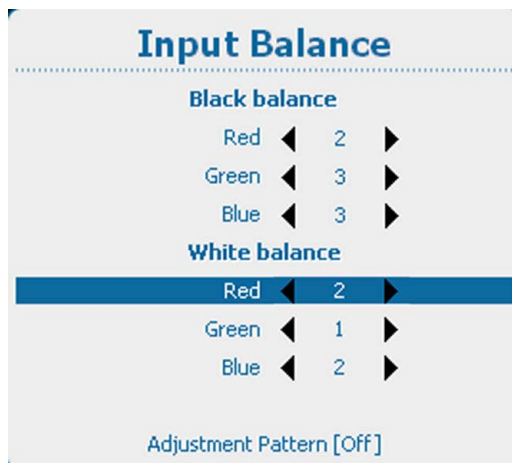 Input Balance
Black balance
Red 2
Green 3
Blue 3
White balance
Red 2
Green 1
Blue 2
Adjustment Pattern [Off]